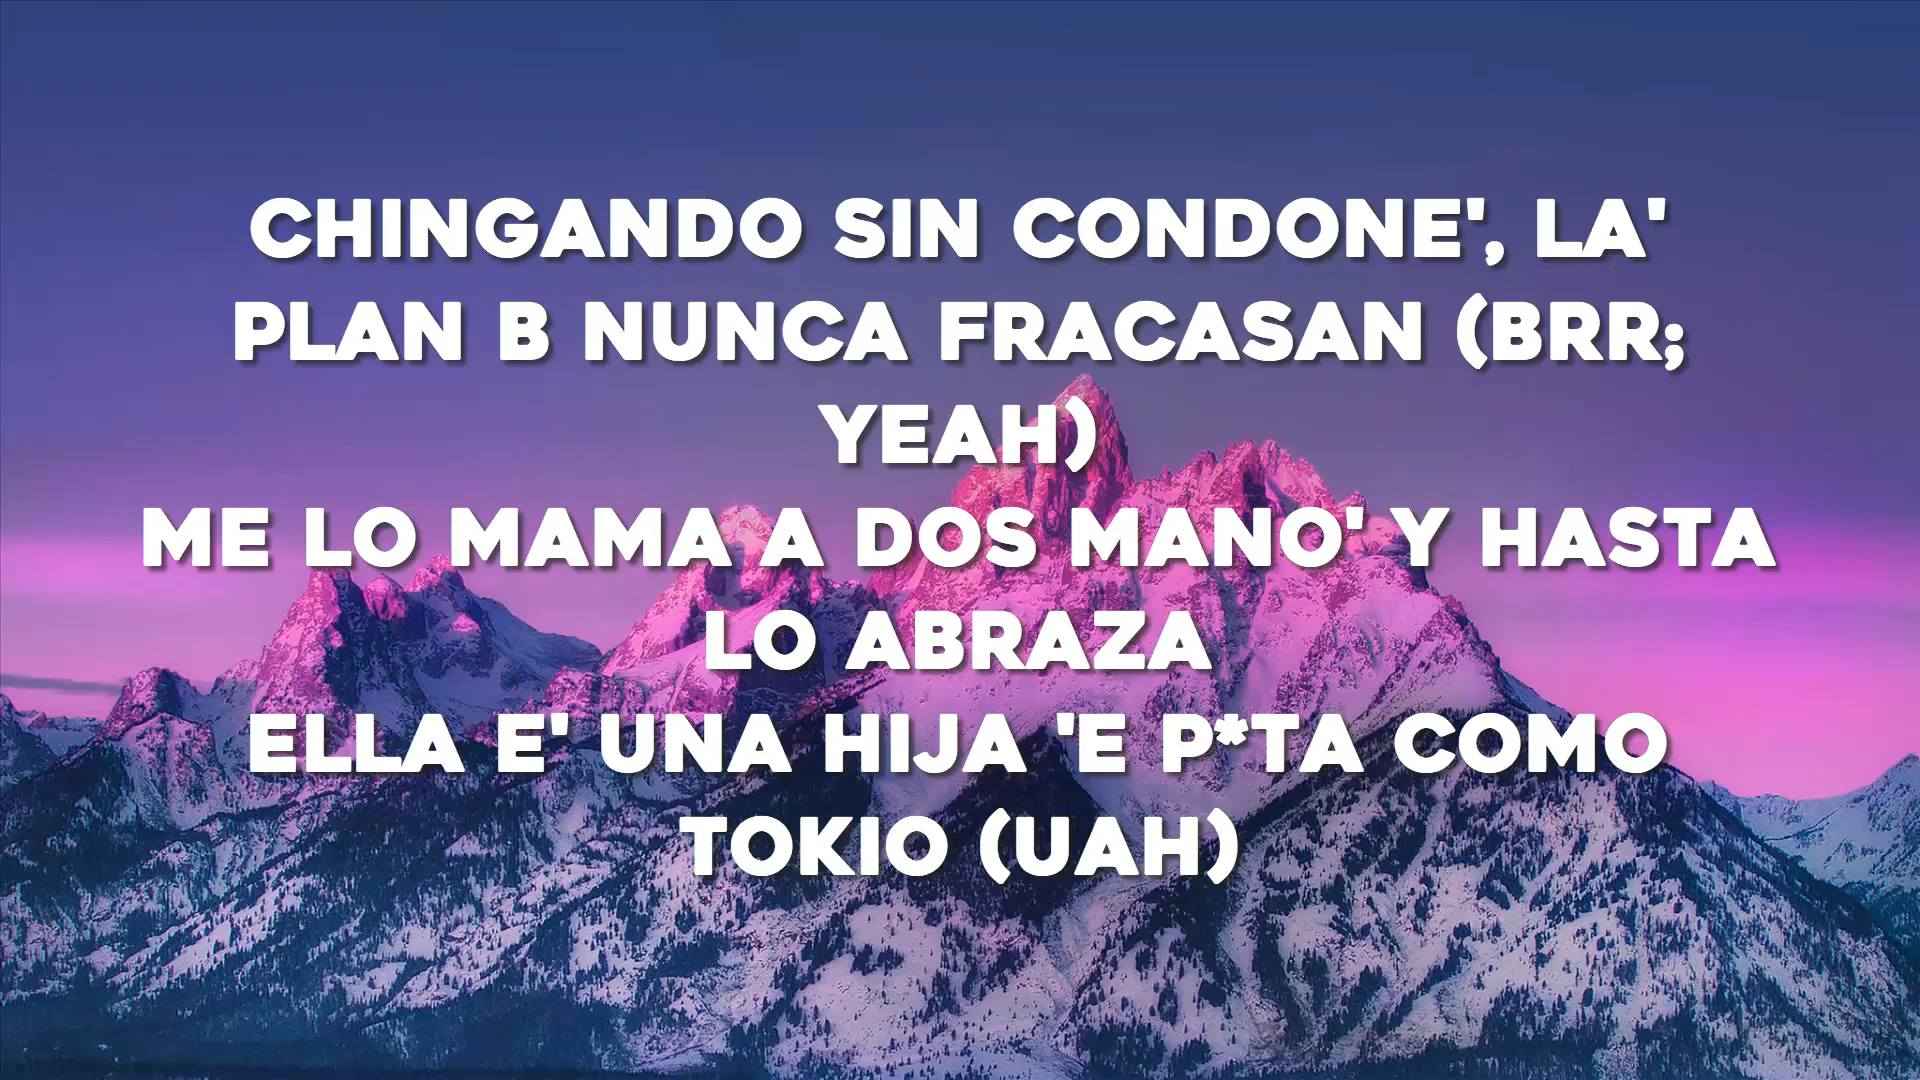 CHINGANDO SIN CONDONE', LA'
PLAN B NUNCA FRACASAN (BRR;
YEAH)
ME LO MAMA A DOS MANO' Y HASTA
LO ABRAZA
ELLA E' UNA HIJA 'E P*TA COMO
TOKIO (UAH)